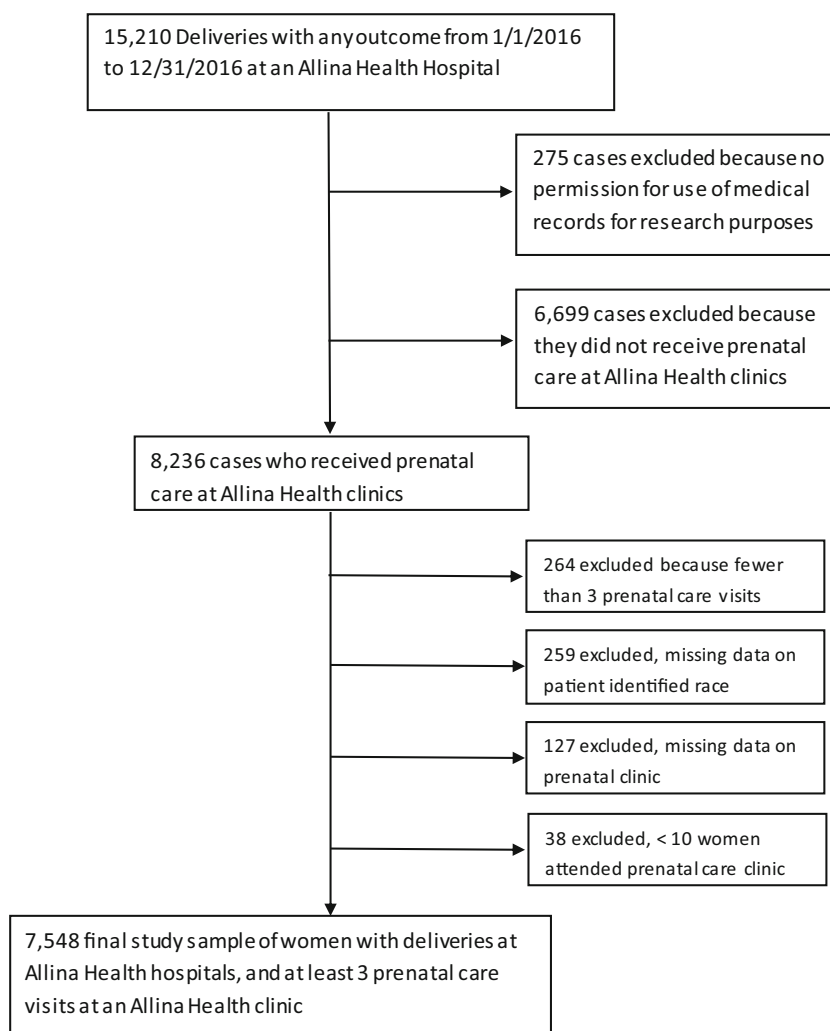 15,210 Deliveries with any outcome from 1/1/2016
to 12/31/2016 at an Allina Health Hospital
275 cases excluded because no
permission for use of medical
records for research purposes
6,699 cases excluded because
they did not receive prenatal
care at Allina Health clinics
8,236 cases who received prenatal
care at Allina Health clinics
264 excluded because fewer
than 3 prenatal care visits
259 excluded, missing data on
patient identified race
127 excluded, missing data on
prenatal clinic
38 excluded, < 10 women
attended prenatal care clinic
7,548 final study sample of women with deliveries at
Allina Health hospitals, and at least 3 prenatal care
visits at an Allina Health clinic